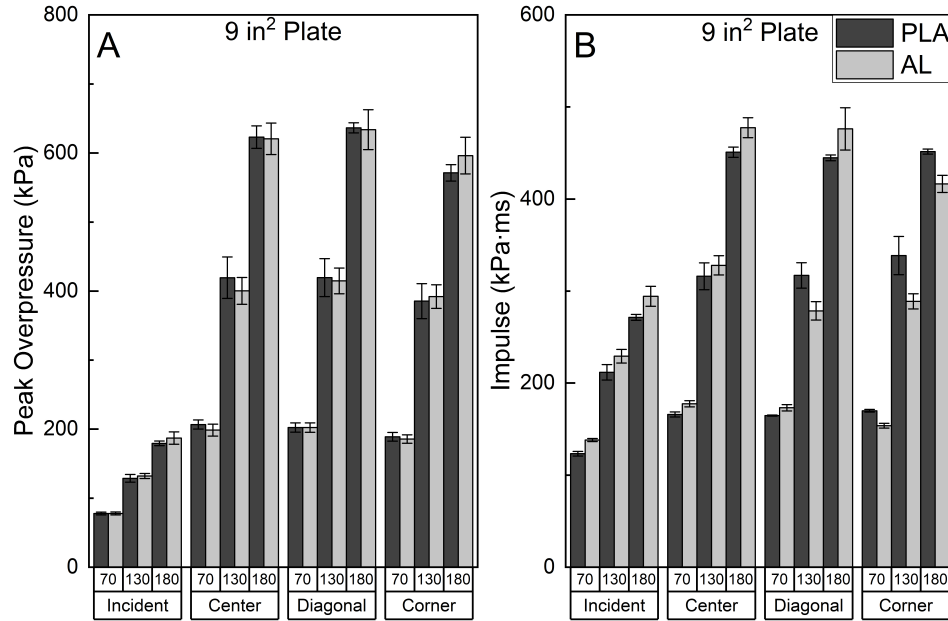 A
9 in² Plate
Peak Overpressure (kPa)
800
600
400
200
0
70 130 180 70 130 180 70 130 180 70 130 180
Incident Center Diagonal Corner
B
9 in² Plate
PLA
AL
Impulse (kPa·ms)
600
400
200
0
70 130 180 70 130 180 70 130 180 70 130 180
Incident Center Diagonal Corner